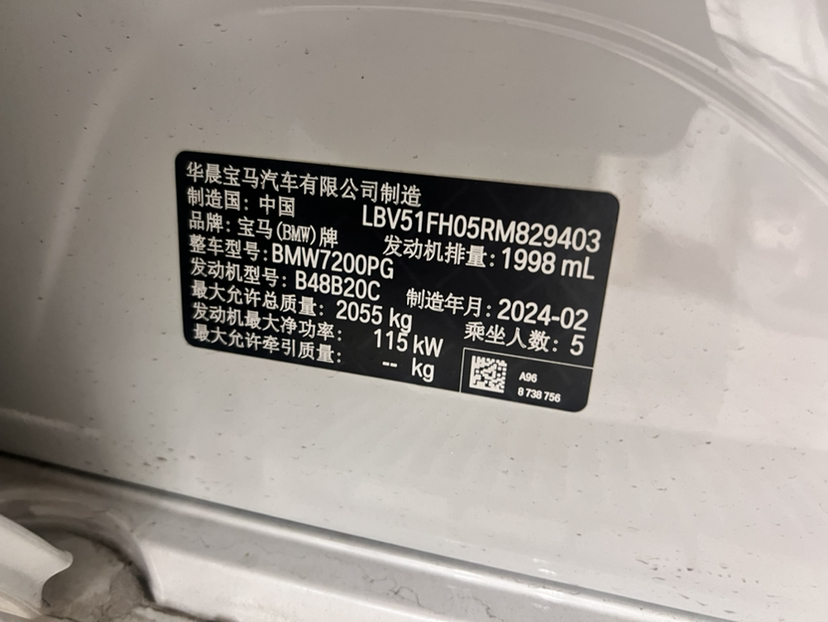 华晨宝马汽车有限公司制造
制造国：中国 LBV51FH05RM829403
品牌：宝马(BMW)牌 发动机排量：1998 mL
整车型号：BMW7200PG
发动机型号：B48B20C 制造年月：2024-02
最大允许总质量：2055 kg 乘坐人数：5
发动机最大净功率：115 kW
最大允许牵引质量：-- kg
A96
8 738 756